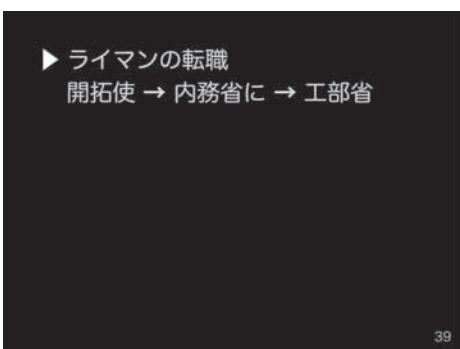 ▶ ライマンの転職
開拓使 → 内務省に → 工部省
39